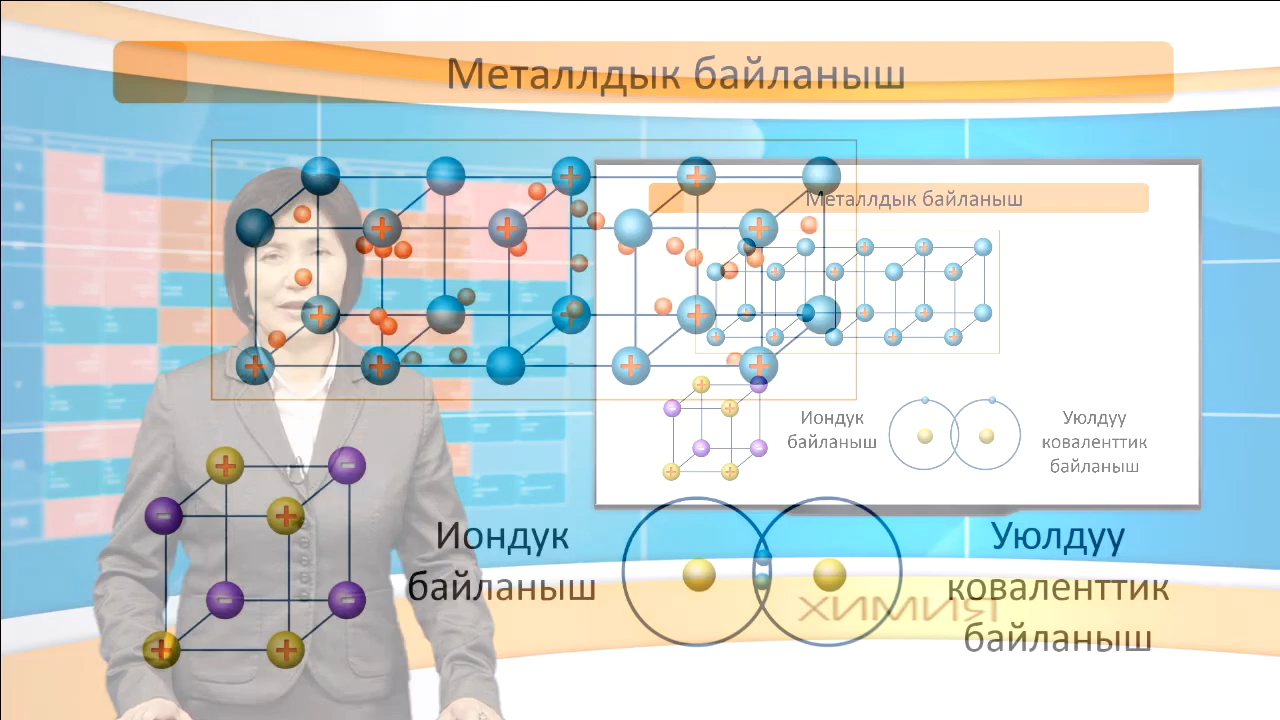 Металлдык байланыш
Металлдык байланыш
Иондук
байланыш
Уюлдуу
коваленттик
байланыш
Иондук
байланыш
Уюлдуу
коваленттик
байланыш
ХИМИЯ